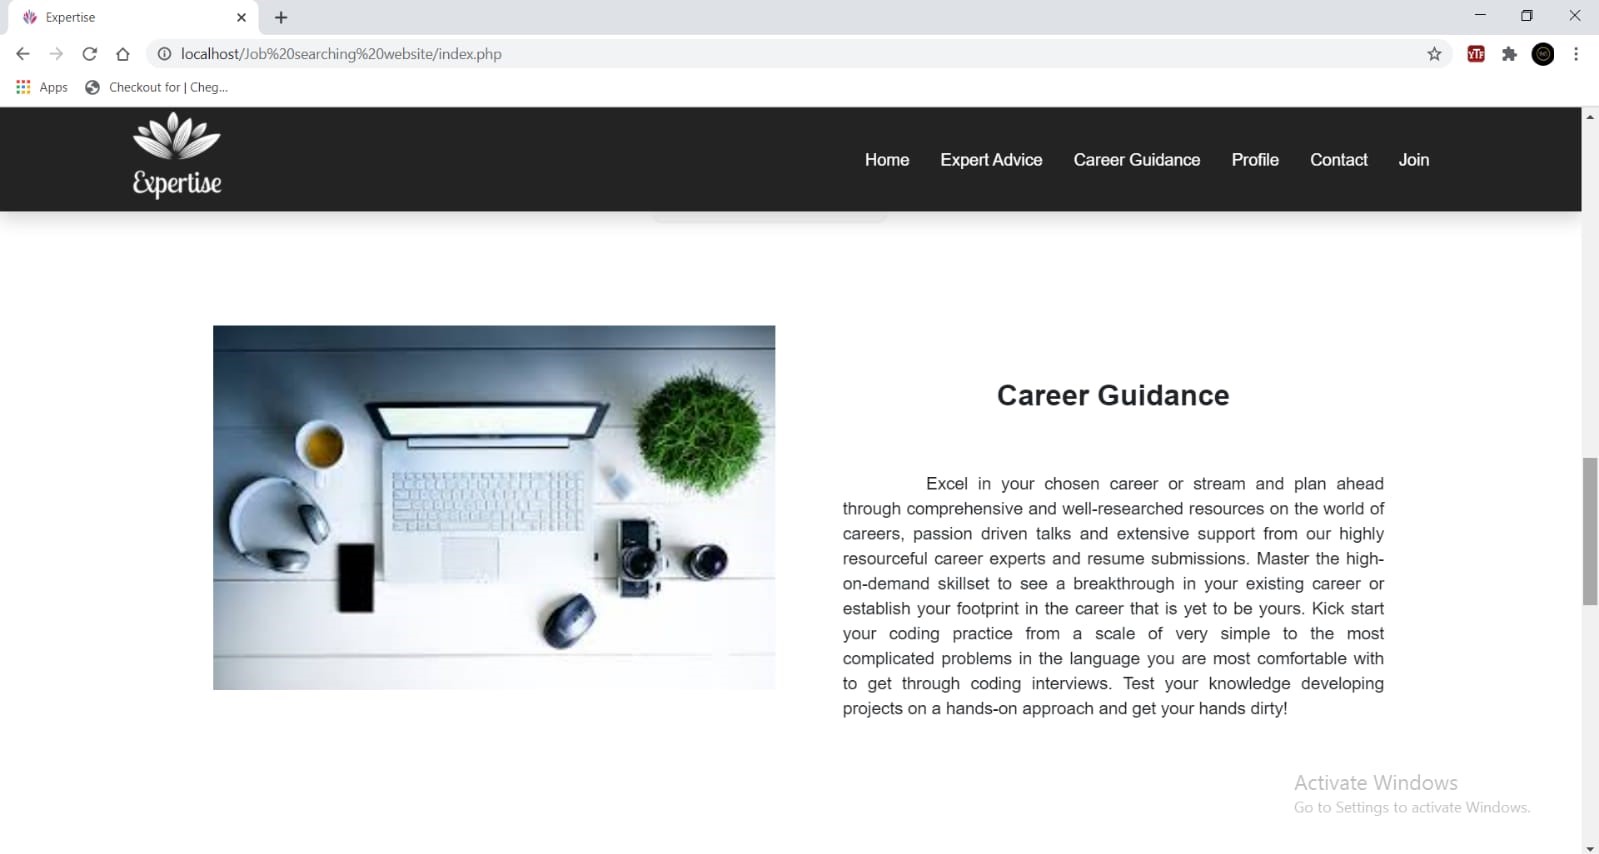 Expertise
localhost/Job%20searching%20website/index.php
YTF
Apps
Checkout for | Cheg...
Expertise
Home Expert Advice Career Guidance Profile Contact Join
Career Guidance
Excel in your chosen career or stream and plan ahead
through comprehensive and well-researched resources on the world of
careers, passion driven talks and extensive support from our highly
resourceful career experts and resume submissions. Master the high-
on-demand skillset to see a breakthrough in your existing career or
establish your footprint in the career that is yet to be yours. Kick start
your coding practice from a scale of very simple to the most
complicated problems in the language you are most comfortable with
to get through coding interviews. Test your knowledge developing
projects on a hands-on approach and get your hands dirty!
Activate Windows
Go to Settings to activate Windows.